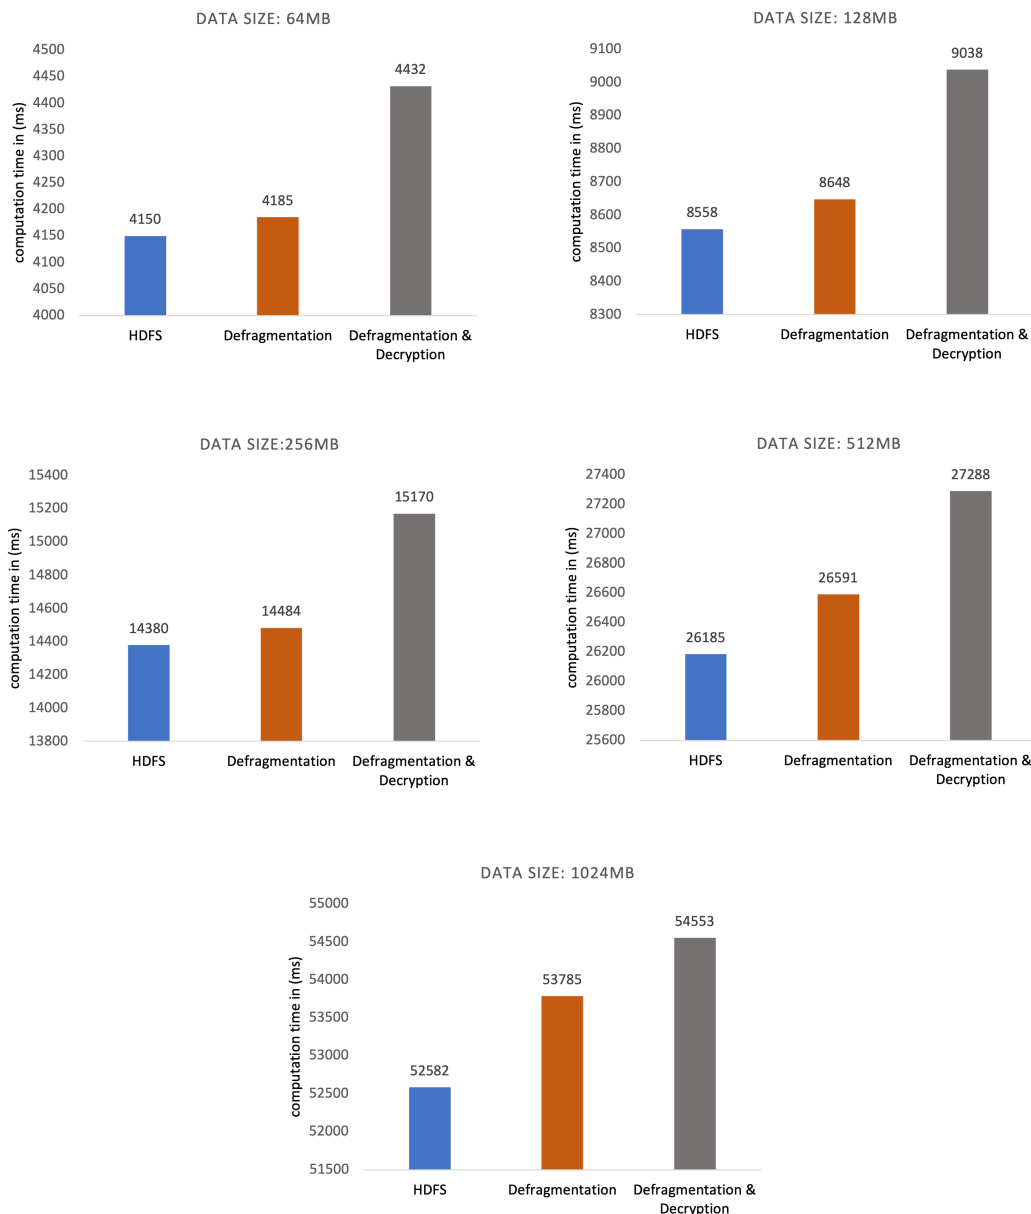 DATA SIZE: 64MB
computation time in (ms)
4500
4450
4400
4350
4300
4250
4200
4150
4100
4050
4000
4150
4185
4432
HDFS
Defragmentation
Defragmentation &
Decryption
DATA SIZE: 128MB
computation time in (ms)
9100
9000
8900
8800
8700
8600
8500
8400
8300
8558
8648
9038
HDFS
Defragmentation
Defragmentation &
Decryption
DATA SIZE:256MB
computation time in (ms)
15400
15200
15000
14800
14600
14400
14200
14000
13800
14380
14484
15170
HDFS
Defragmentation
Defragmentation &
Decryption
DATA SIZE: 512MB
computation time in (ms)
27400
27200
27000
26800
26600
26400
26200
26000
25800
25600
26185
26591
27288
HDFS
Defragmentation
Defragmentation &
Decryption
DATA SIZE: 1024MB
computation time in (ms)
55000
54500
54000
53500
53000
52500
52000
51500
52582
53785
54553
HDFS
Defragmentation
Defragmentation &
Decryption